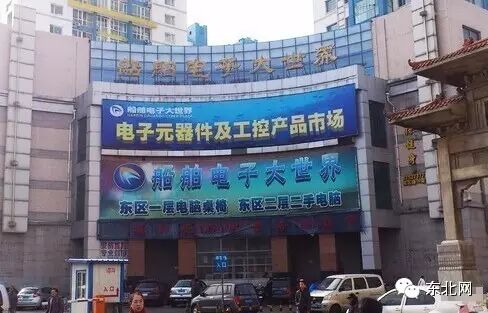 船舶电子大世界
船舶电子大世界
电子元器件及工控产品市场
船舶电子大世界
东区一层电脑桌椅 东区二层二手电脑
入口
东北网